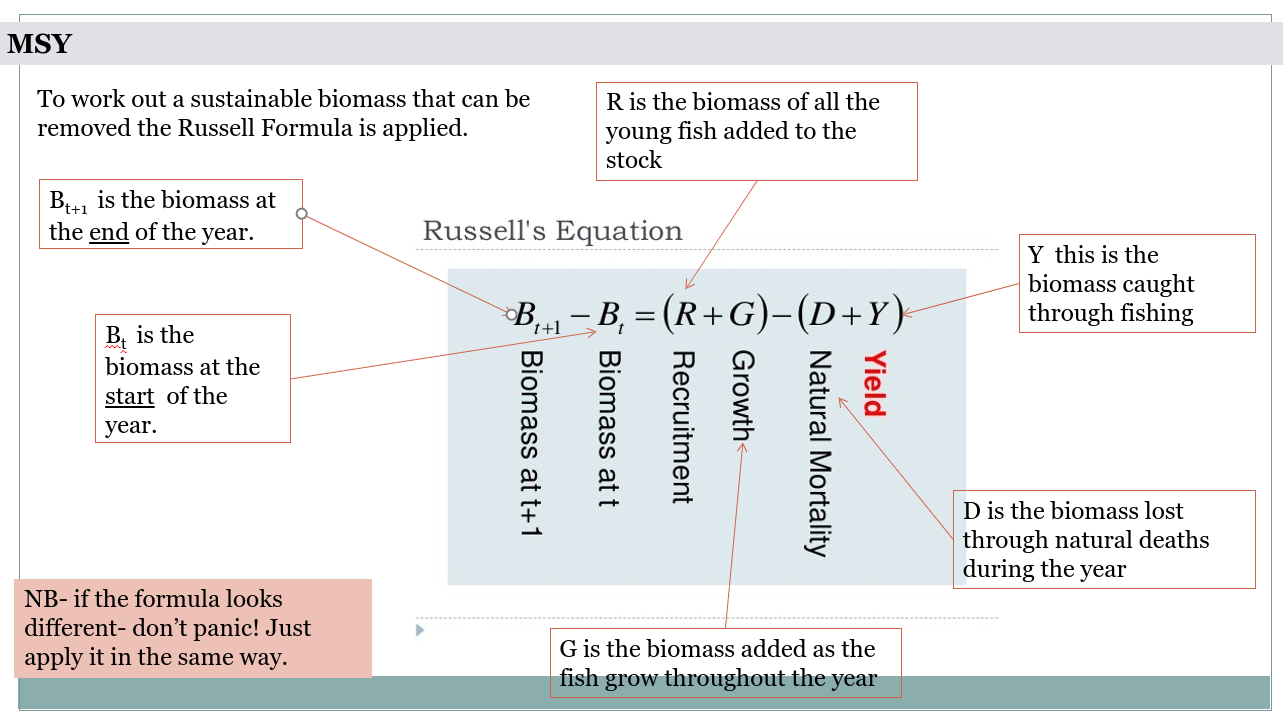 MSY
To work out a sustainable biomass that can be
removed the Russell Formula is applied.
R is the biomass of all the
young fish added to the
stock
Bt+1 is the biomass at
the end of the year.
Russell's Equation
Y this is the
biomass caught
through fishing
Bt+1 − Bt = (R + G) − (D + Y)
Bt is the
biomass at the
start of the
year.
Biomass at t+1
Biomass at t
Recruitment
Growth
Natural Mortality
Yield
D is the biomass lost
through natural deaths
during the year
NB- if the formula looks
different- don’t panic! Just
apply it in the same way.
G is the biomass added as the
fish grow throughout the year